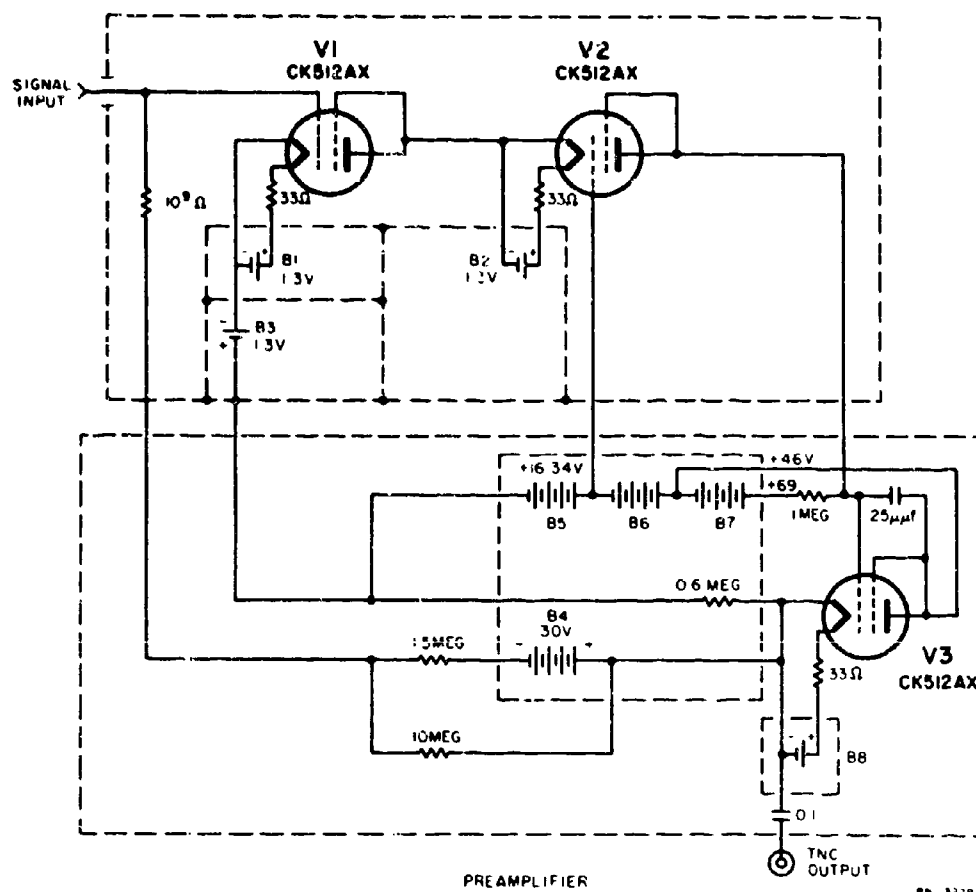 V1
CK512AX
V2
CK512AX
SIGNAL
INPUT
10⁹ Ω
33Ω
33Ω
B1
1.3V
B2
1.3V
B3
1.3V
+16.34V
+46V
+69
B5
B6
B7
1MEG
25μμf
0.6 MEG
B4
30V
1.5MEG
10MEG
33Ω
V3
CK512AX
B8
0.1
TNC
OUTPUT
PREAMPLIFIER